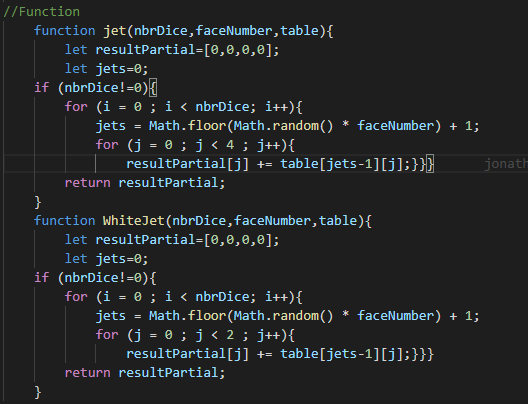 //Function
function jet(nbrDice,faceNumber,table){
let resultPartial=[0,0,0,0];
let jets=0;
if (nbrDice!=0){
for (i = 0 ; i < nbrDice; i++){
jets = Math.floor(Math.random() * faceNumber) + 1;
for (j = 0 ; j < 4 ; j++){
resultPartial[j] += table[jets-1][j];}}} jonath
return resultPartial;
}
function WhiteJet(nbrDice,faceNumber,table){
let resultPartial=[0,0,0,0];
let jets=0;
if (nbrDice!=0){
for (i = 0 ; i < nbrDice; i++){
jets = Math.floor(Math.random() * faceNumber) + 1;
for (j = 0 ; j < 2 ; j++){
resultPartial[j] += table[jets-1][j];}}}
return resultPartial;
}